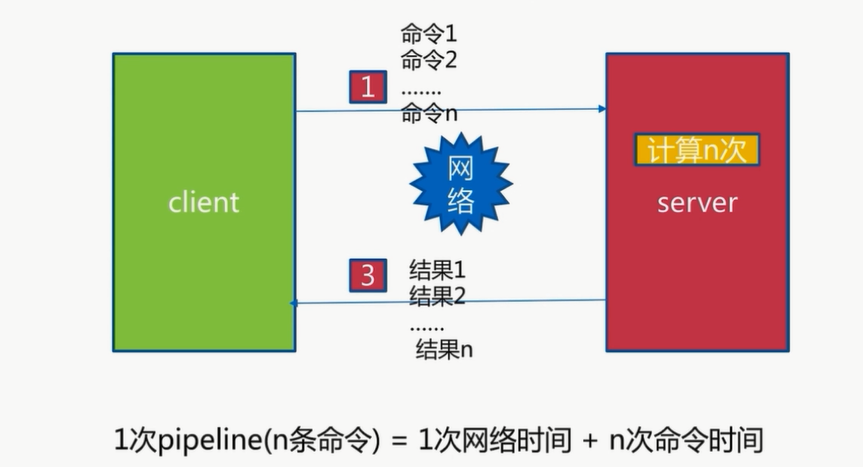 命令1
命令2
.......
命令n
1
计算n次
网
络
client
server
3
结果1
结果2
......
结果n
1次pipeline(n条命令) = 1次网络时间 + n次命令时间